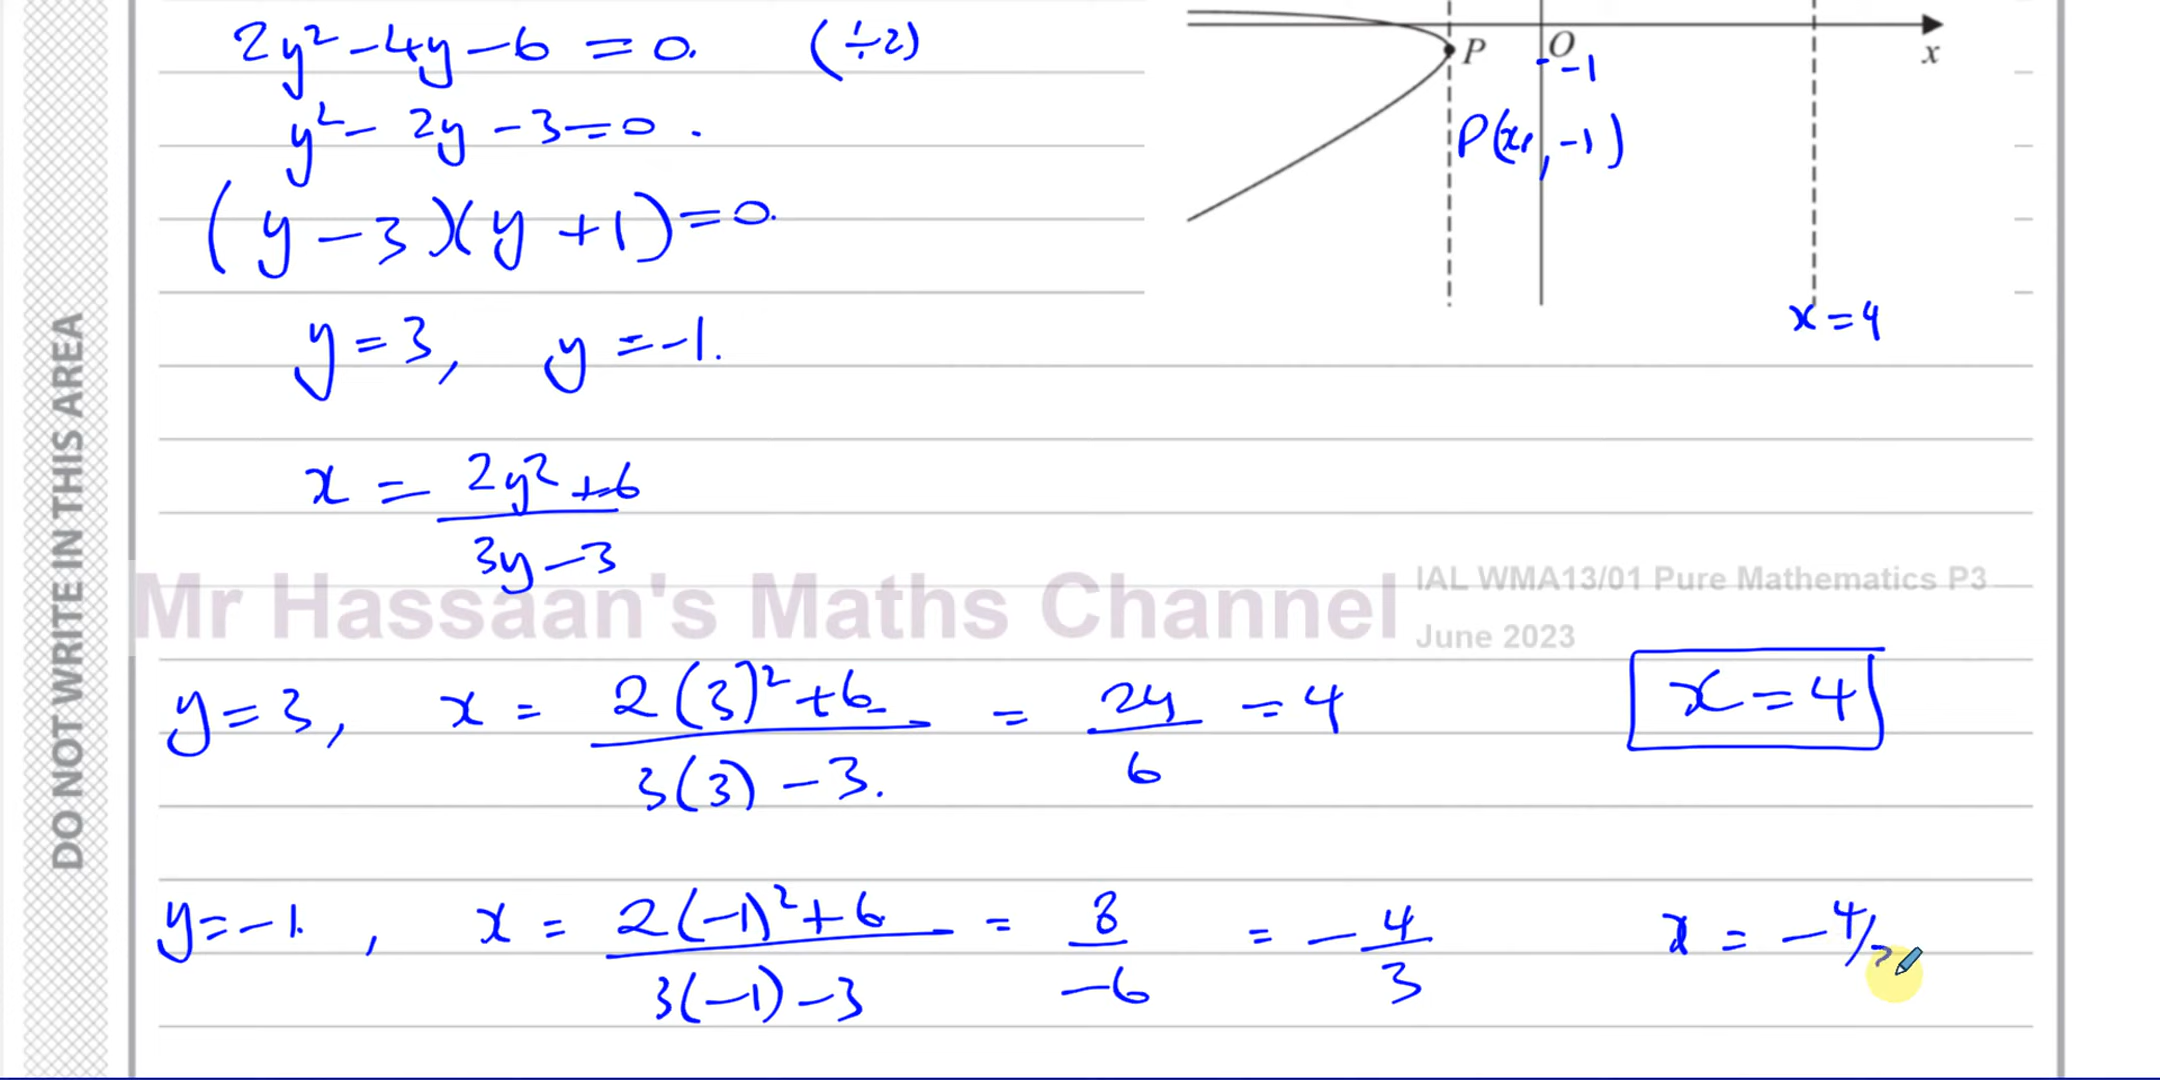 2y² - 4y - 6 = 0. (÷2)
y² - 2y - 3 = 0.
(y - 3)(y + 1) = 0.
y = 3, y = -1.
x = (2y² + 6)/(3y - 3)
P O x
-1
P(x, -1)
x = 4
DO NOT WRITE IN THIS AREA
Mr Hassaan's Maths Channel
IAL WMA13/01 Pure Mathematics P3
June 2023
y = 3, x = (2(3)² + 6)/(3(3) - 3.) = 24/6 = 4
x = 4
y = -1, x = (2(-1)² + 6)/(3(-1) - 3) = 8/-6 = -4/3
x = -4/